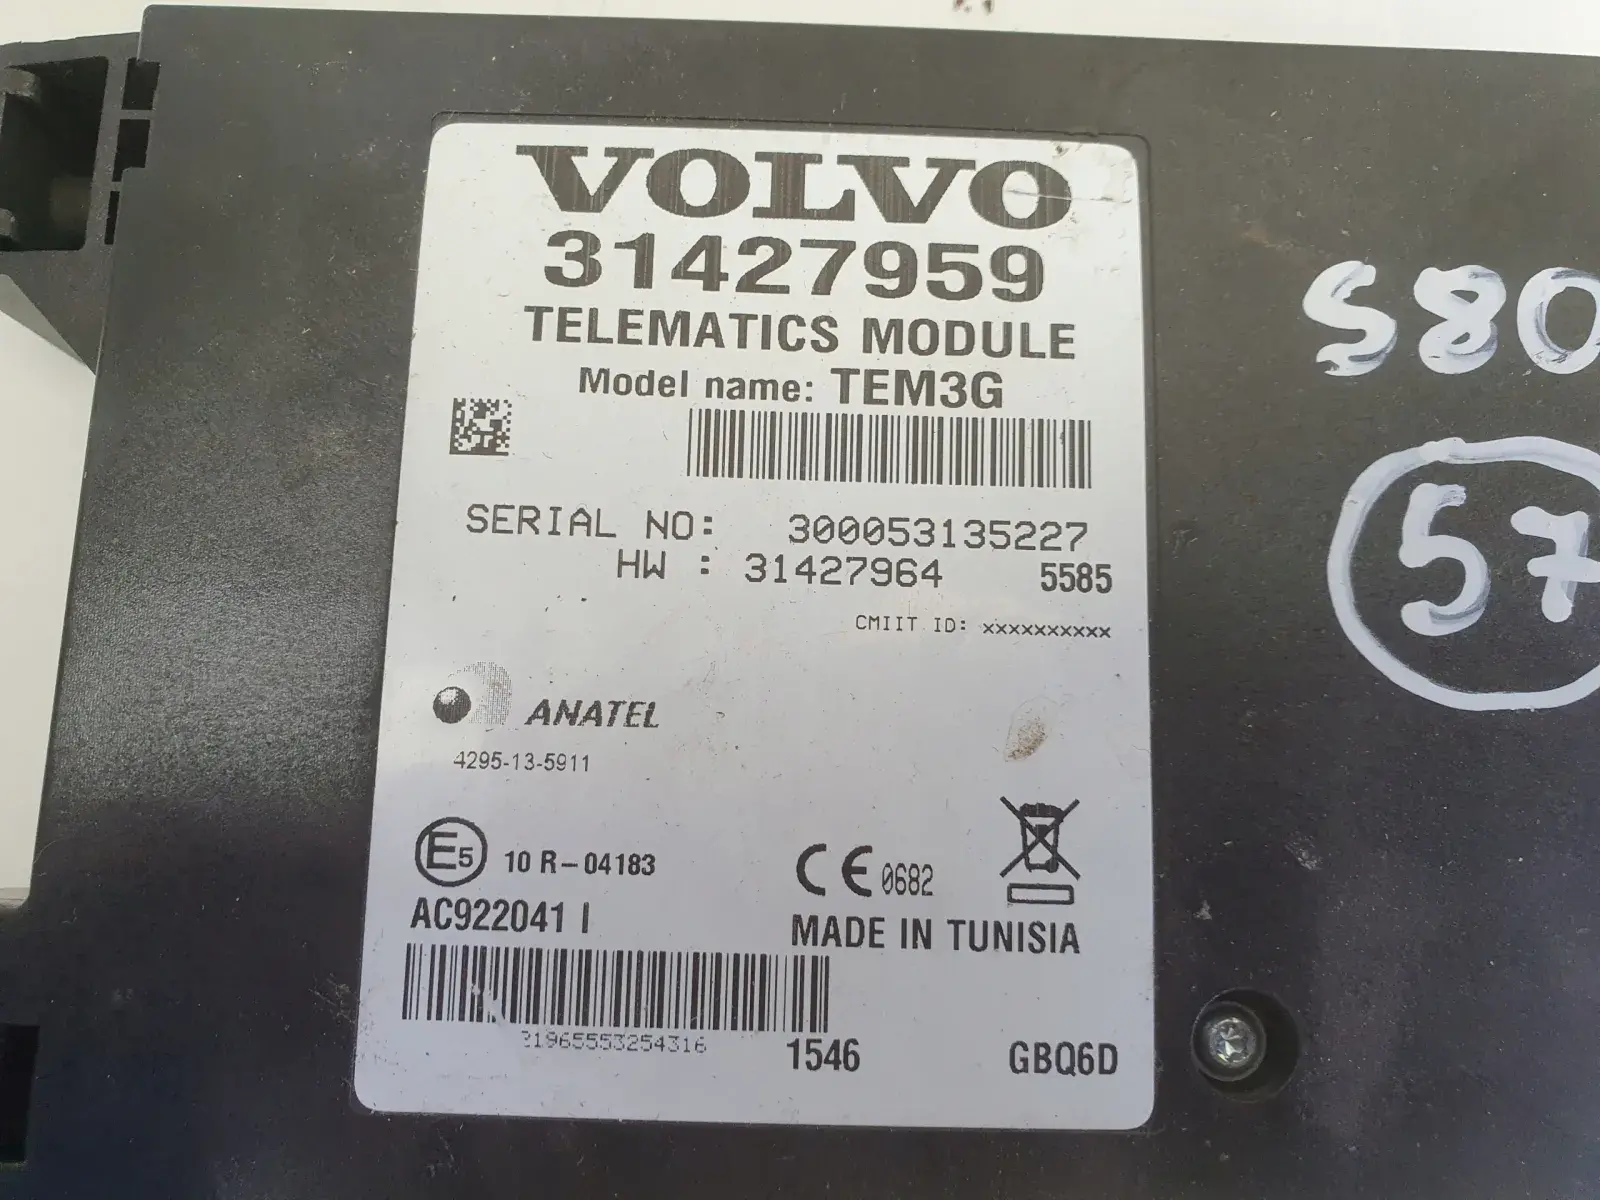 VOLVO
31427959
TELEMATICS MODULE
Model name: TEM3G
SERIAL NO: 300053135227
HW : 31427964 5585
CMIIT ID: xxxxxxxxxx
ANATEL
4295-13-5911
E5 10 R-04183
CE 0682
AC922041 I
MADE IN TUNISIA
1546
GBQ6D
S80
57